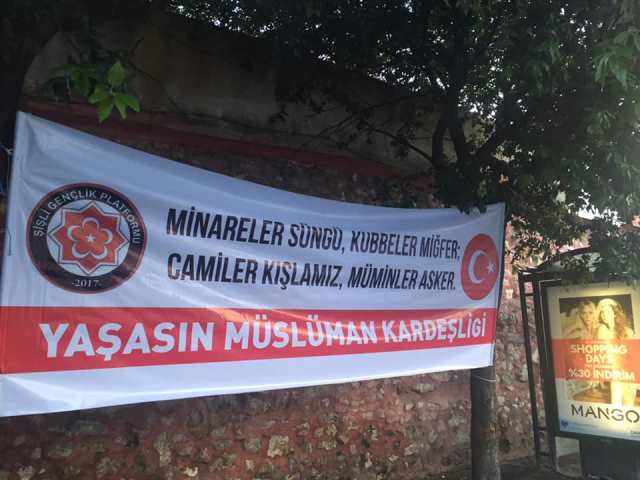 ŞİŞLİ GENÇLİK PLATFORMU
-2017-
MİNARELER SÜNGÜ, KUBBELER MİĞFER;
CAMİLER KIŞLAMIZ, MÜMİNLER ASKER.
YAŞASIN MÜSLÜMAN KARDEŞLİĞİ
SHOPPING
DAYS
%30 İNDİRİM
MANGO